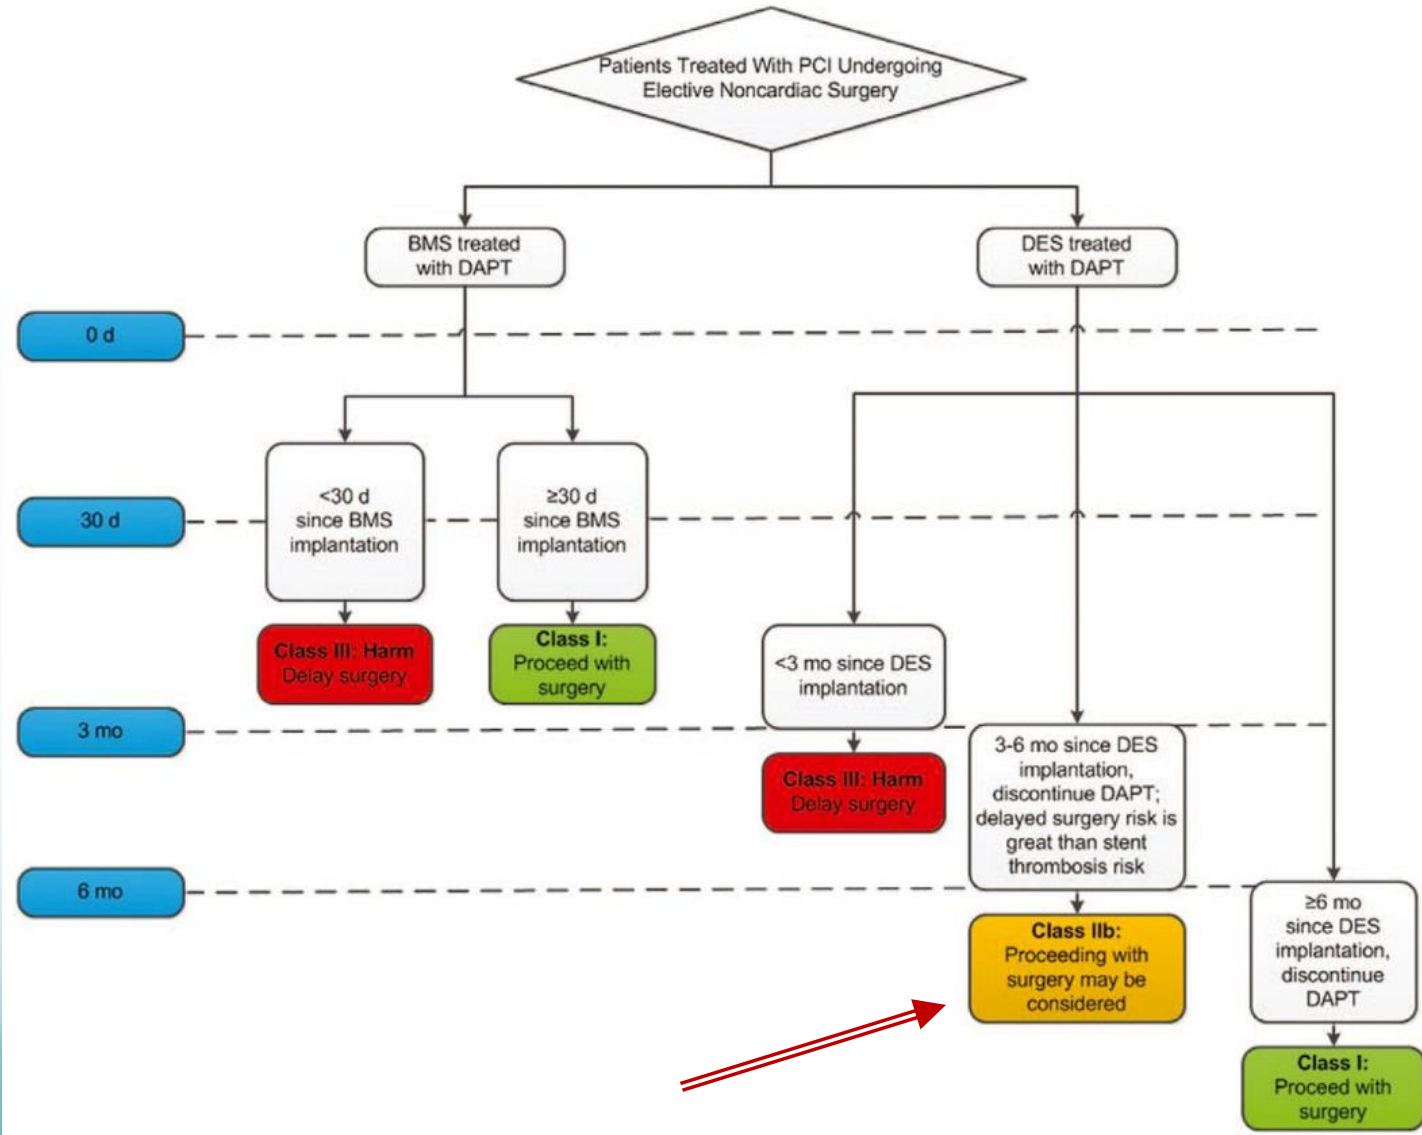 Patients Treated With PCI Undergoing
Elective Noncardiac Surgery
BMS treated
with DAPT
DES treated
with DAPT
0 d
30 d
<30 d
since BMS
implantation
≥30 d
since BMS
implantation
Class III: Harm
Delay surgery
Class I:
Proceed with
surgery
<3 mo since DES
implantation
3 mo
Class III: Harm
Delay surgery
3-6 mo since DES
implantation,
discontinue DAPT;
delayed surgery risk is
great than stent
thrombosis risk
6 mo
Class IIb:
Proceeding with
surgery may be
considered
≥6 mo
since DES
implantation,
discontinue
DAPT
Class I:
Proceed with
surgery